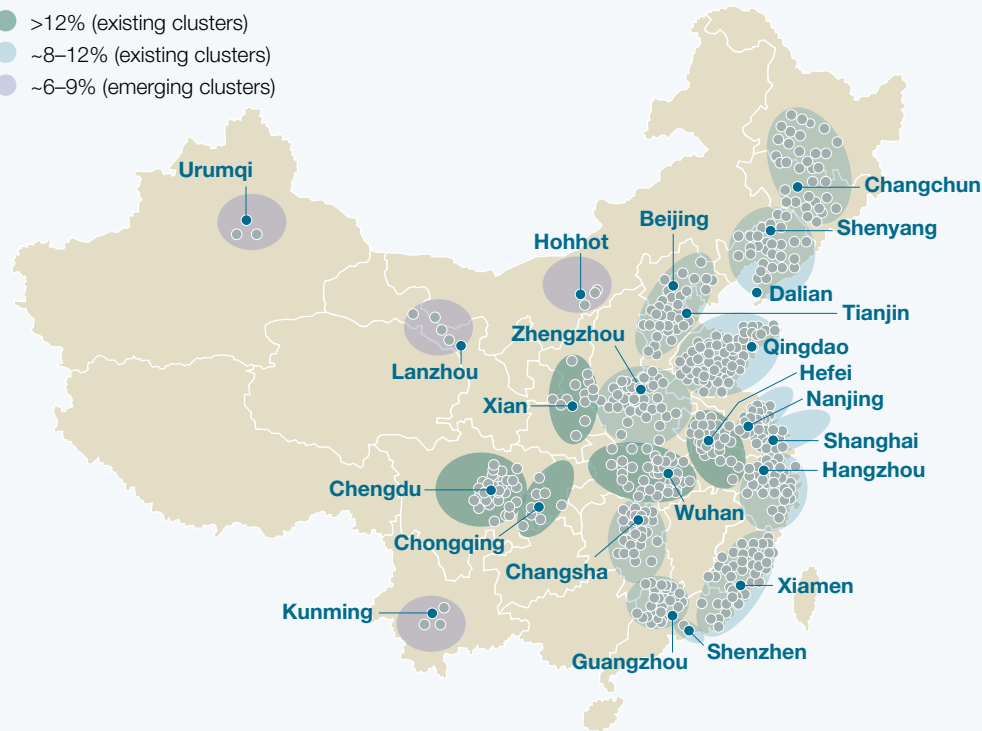 >12% (existing clusters)
~8–12% (existing clusters)
~6–9% (emerging clusters)
Urumqi
Changchun
Beijing
Shenyang
Hohhot
Dalian
Tianjin
Zhengzhou
Qingdao
Lanzhou
Hefei
Xian
Nanjing
Shanghai
Hangzhou
Chengdu
Wuhan
Chongqing
Changsha
Xiamen
Kunming
Shenzhen
Guangzhou